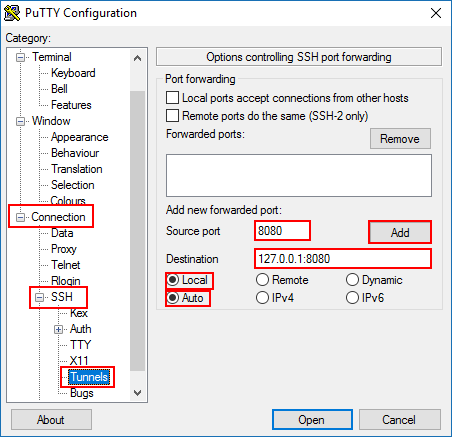 PuTTY Configuration
Category:
Terminal
Keyboard
Bell
Features
Window
Appearance
Behaviour
Translation
Selection
Colours
Connection
Data
Proxy
Telnet
Rlogin
SSH
Kex
Auth
TTY
X11
Tunnels
Bugs
Options controlling SSH port forwarding
Port forwarding
Local ports accept connections from other hosts
Remote ports do the same (SSH-2 only)
Forwarded ports:
Remove
Add new forwarded port:
Source port 8080 Add
Destination 127.0.0.1:8080
Local Remote Dynamic
Auto IPv4 IPv6
About Open Cancel